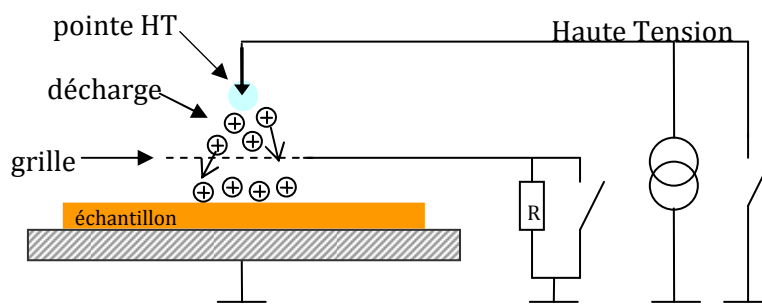 pointe HT
Haute Tension
décharge
grille
R
échantillon